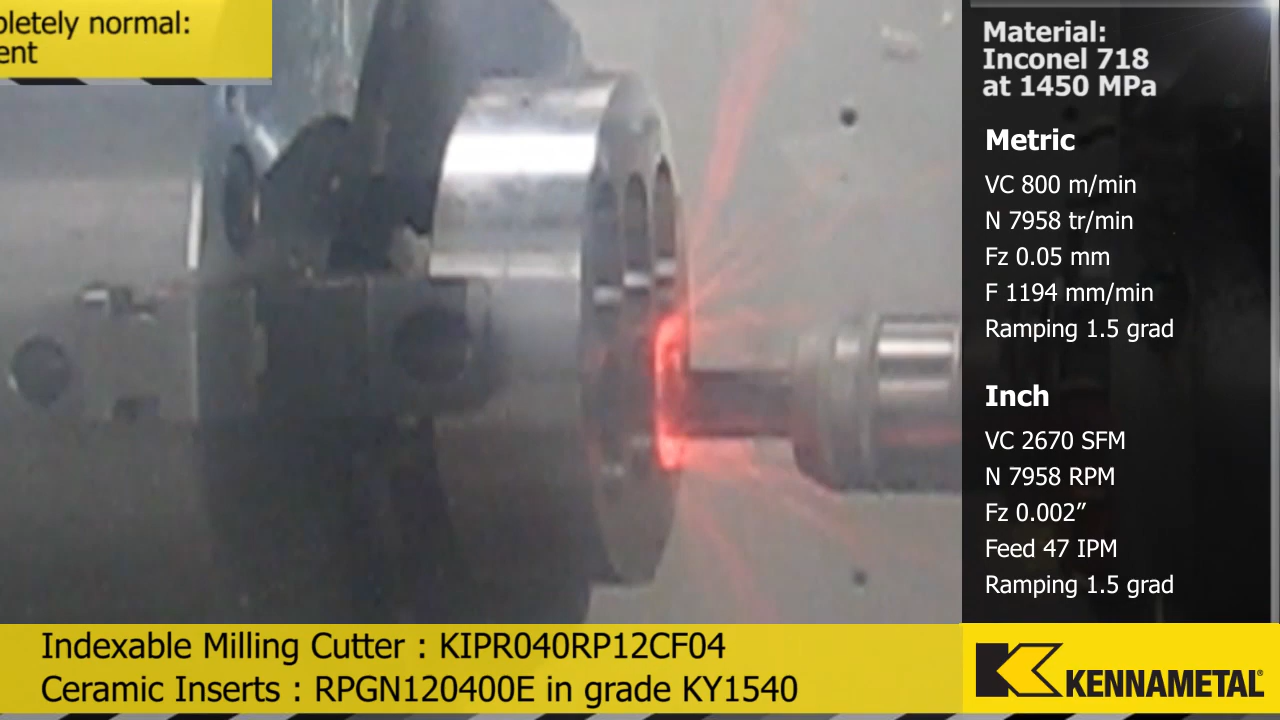 pletely normal:
ent
Material:
Inconel 718
at 1450 MPa
Metric
VC 800 m/min
N 7958 tr/min
Fz 0.05 mm
F 1194 mm/min
Ramping 1.5 grad
Inch
VC 2670 SFM
N 7958 RPM
Fz 0.002”
Feed 47 IPM
Ramping 1.5 grad
Indexable Milling Cutter : KIPR040RP12CF04
Ceramic Inserts : RPGN120400E in grade KY1540
KENNAMETAL®